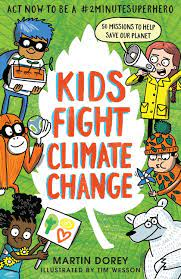 ACT NOW TO BE A #2MINUTESUPERHERO
50 MISSIONS TO HELP
SAVE OUR PLANET
KIDS
FIGHT
CLIMATE
CHANGE
MARTIN DOREY
ILLUSTRATED BY TIM WESSON